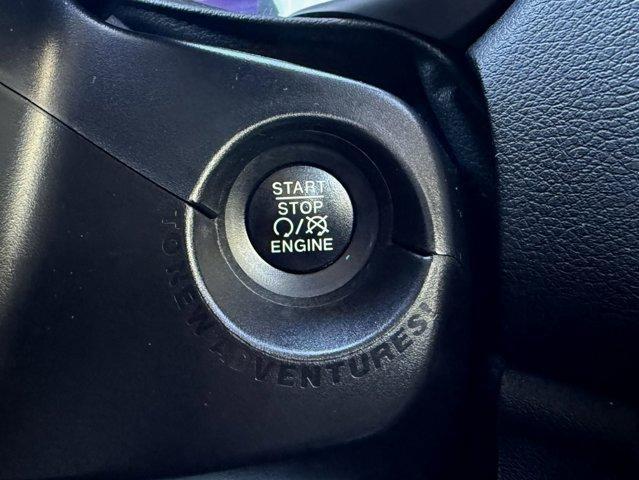 START
STOP
ENGINE
TO NEW ADVENTURES!